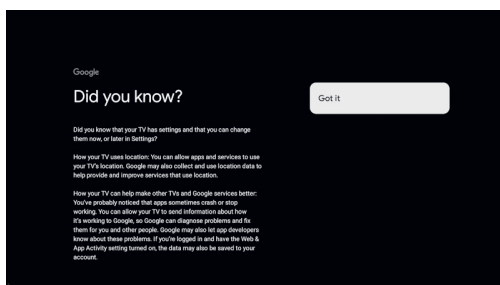 Google
Did you know?
Got it
Did you know that your TV has settings and that you can change
them now, or later in Settings?
How your TV uses location: You can allow apps and services to use
your TV's location. Google may also collect and use location data to
help provide and improve services that use location.
How your TV can help make other TVs and Google services better:
You've probably noticed that apps sometimes crash or stop
working. You can allow your TV to send information about how
it's working to Google, so Google can diagnose problems and fix
them for you and other people. Google may also let app developers
know about these problems. If you're logged in and have the Web &
App Activity setting turned on, the data may also be saved to your
account.